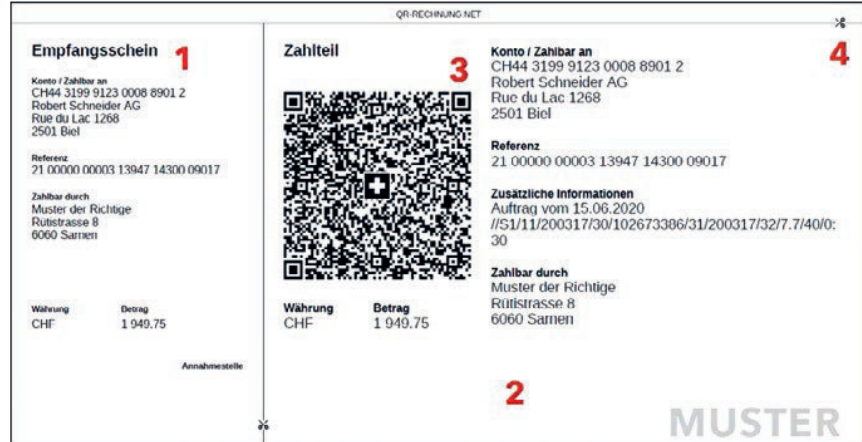 QR-RECHNUNG.NET
Empfangsschein
1
Konto / Zahlbar an
CH44 3199 9123 0008 8901 2
Robert Schneider AG
Rue du Lac 1268
2501 Biel
Referenz
21 00000 00003 13947 14300 09017
Zahlbar durch
Muster der Richtige
Rütistrasse 8
6060 Sarnen
Währung Betrag
CHF 1 949.75
Annahmestelle
Zahlteil
3
Währung Betrag
CHF 1 949.75
4
Konto / Zahlbar an
CH44 3199 9123 0008 8901 2
Robert Schneider AG
Rue du Lac 1268
2501 Biel
Referenz
21 00000 00003 13947 14300 09017
Zusätzliche Informationen
Auftrag vom 15.06.2020
//S1/11/200317/30/102673386/31/200317/32/7.7/40/0:
30
Zahlbar durch
Muster der Richtige
Rütistrasse 8
6060 Sarnen
2
MUSTER